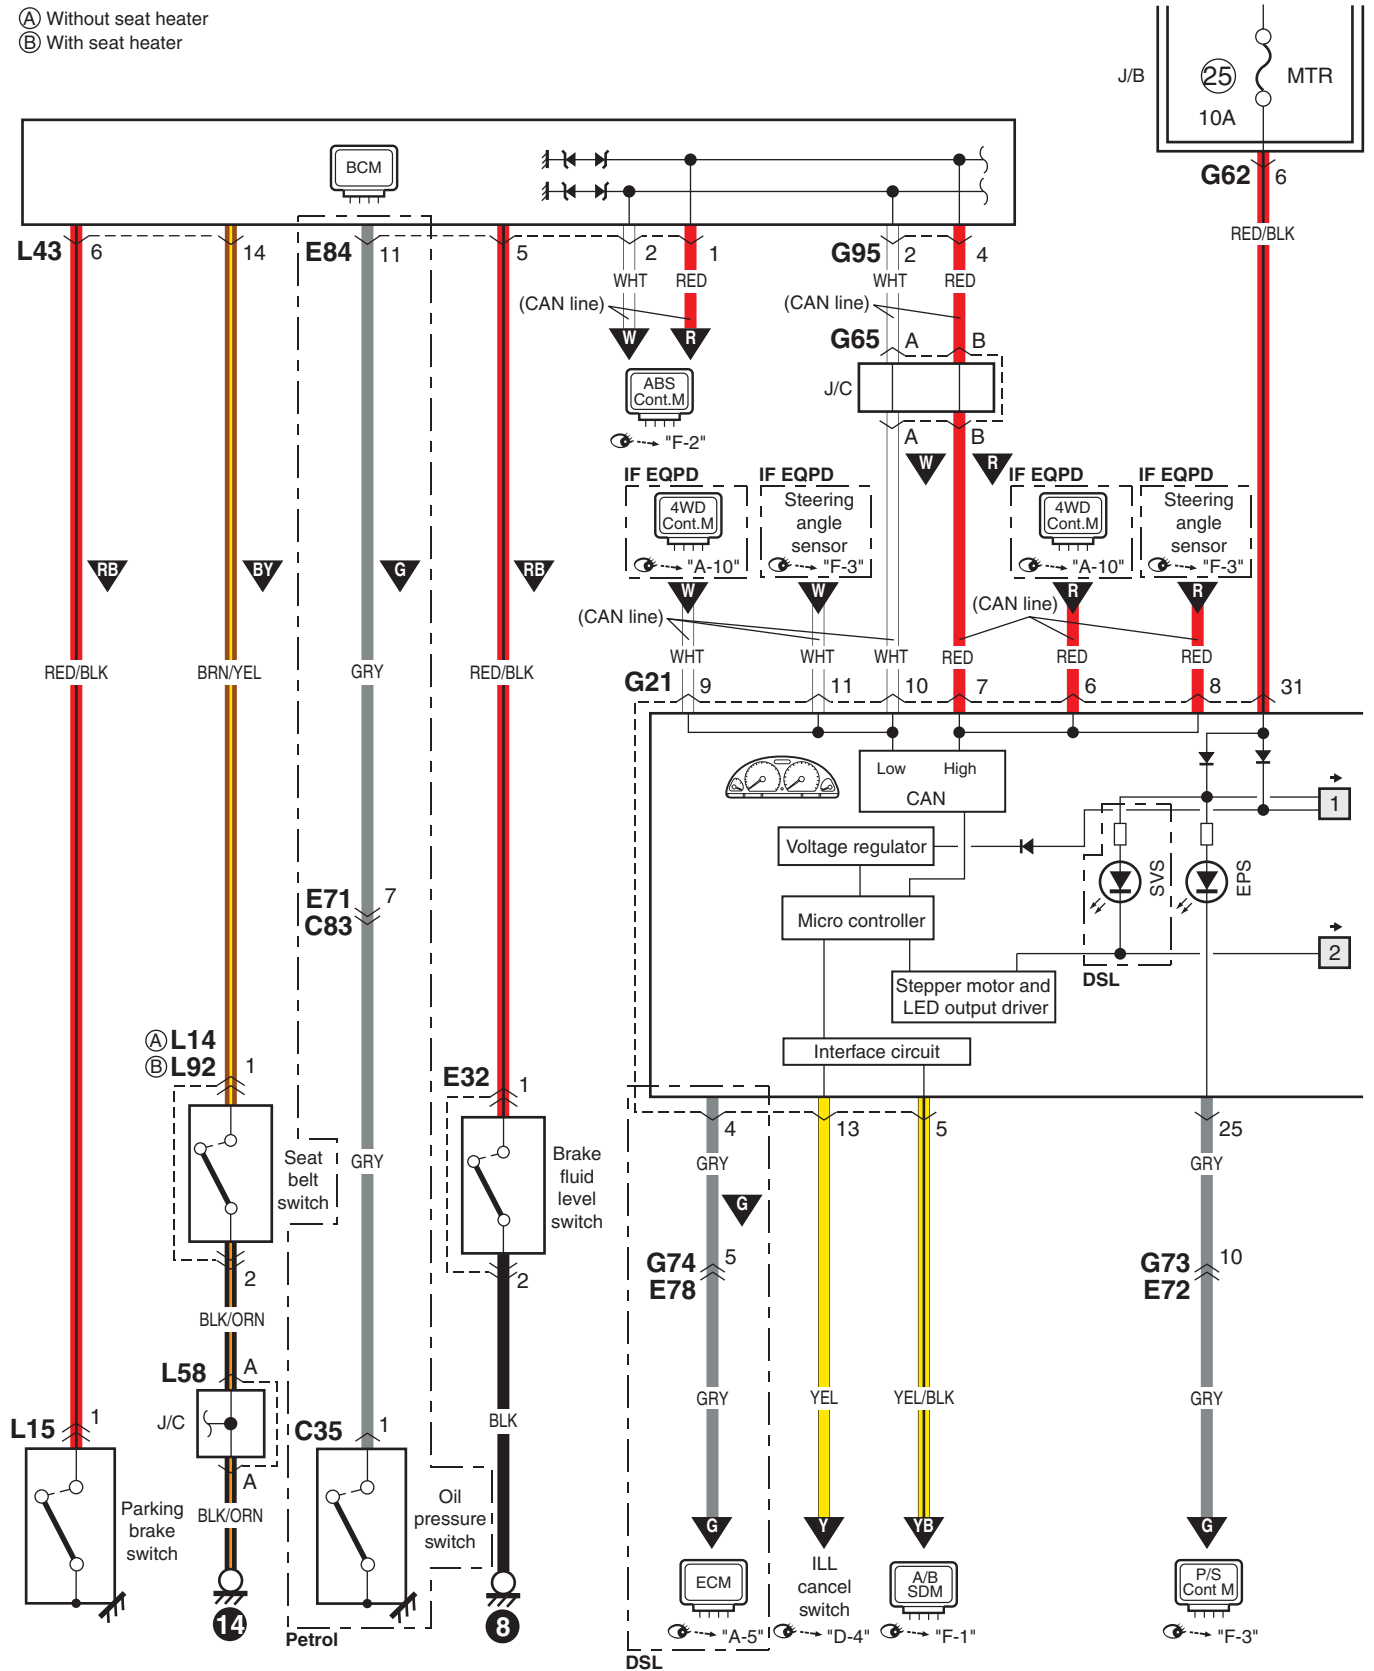 Ⓐ Without seat heater
Ⓑ With seat heater
J/B
25
MTR
10A
G62 6
RED/BLK
BCM
L43 6
14
E84 11
5
2
1
G95 2
4
WHT
RED
WHT
RED
(CAN line)
(CAN line)
W
R
G65 A
B
ABS
Cont.M
"F-2"
J/C
A
B
W
R
IF EQPD
4WD
Cont.M
"A-10"
IF EQPD
Steering
angle
sensor
"F-3"
IF EQPD
4WD
Cont.M
"A-10"
IF EQPD
Steering
angle
sensor
"F-3"
RB
BY
G
RB
W
W
R
R
(CAN line)
(CAN line)
RED/BLK
BRN/YEL
GRY
RED/BLK
WHT
WHT
WHT
RED
RED
RED
G21 9
11
10
7
6
8
31
Low
High
CAN
1
Voltage regulator
SVS
EPS
E71 7
C83
Micro controller
2
DSL
Stepper motor and
LED output driver
Interface circuit
Ⓐ L14
Ⓑ L92 1
E32 1
4
13
5
25
Seat
belt
switch
GRY
Brake
fluid
level
switch
GRY
GRY
G
2
2
G74 5
E78
G73 10
E72
BLK/ORN
L58 A
J/C
A
BLK/ORN
GRY
YEL
YEL/BLK
GRY
BLK
L15 1
C35 1
Parking
brake
switch
Oil
pressure
switch
G
Y
YB
G
ECM
"A-5"
ILL
cancel
switch
"D-4"
A/B
SDM
"F-1"
P/S
Cont M
"F-3"
14
8
Petrol
DSL